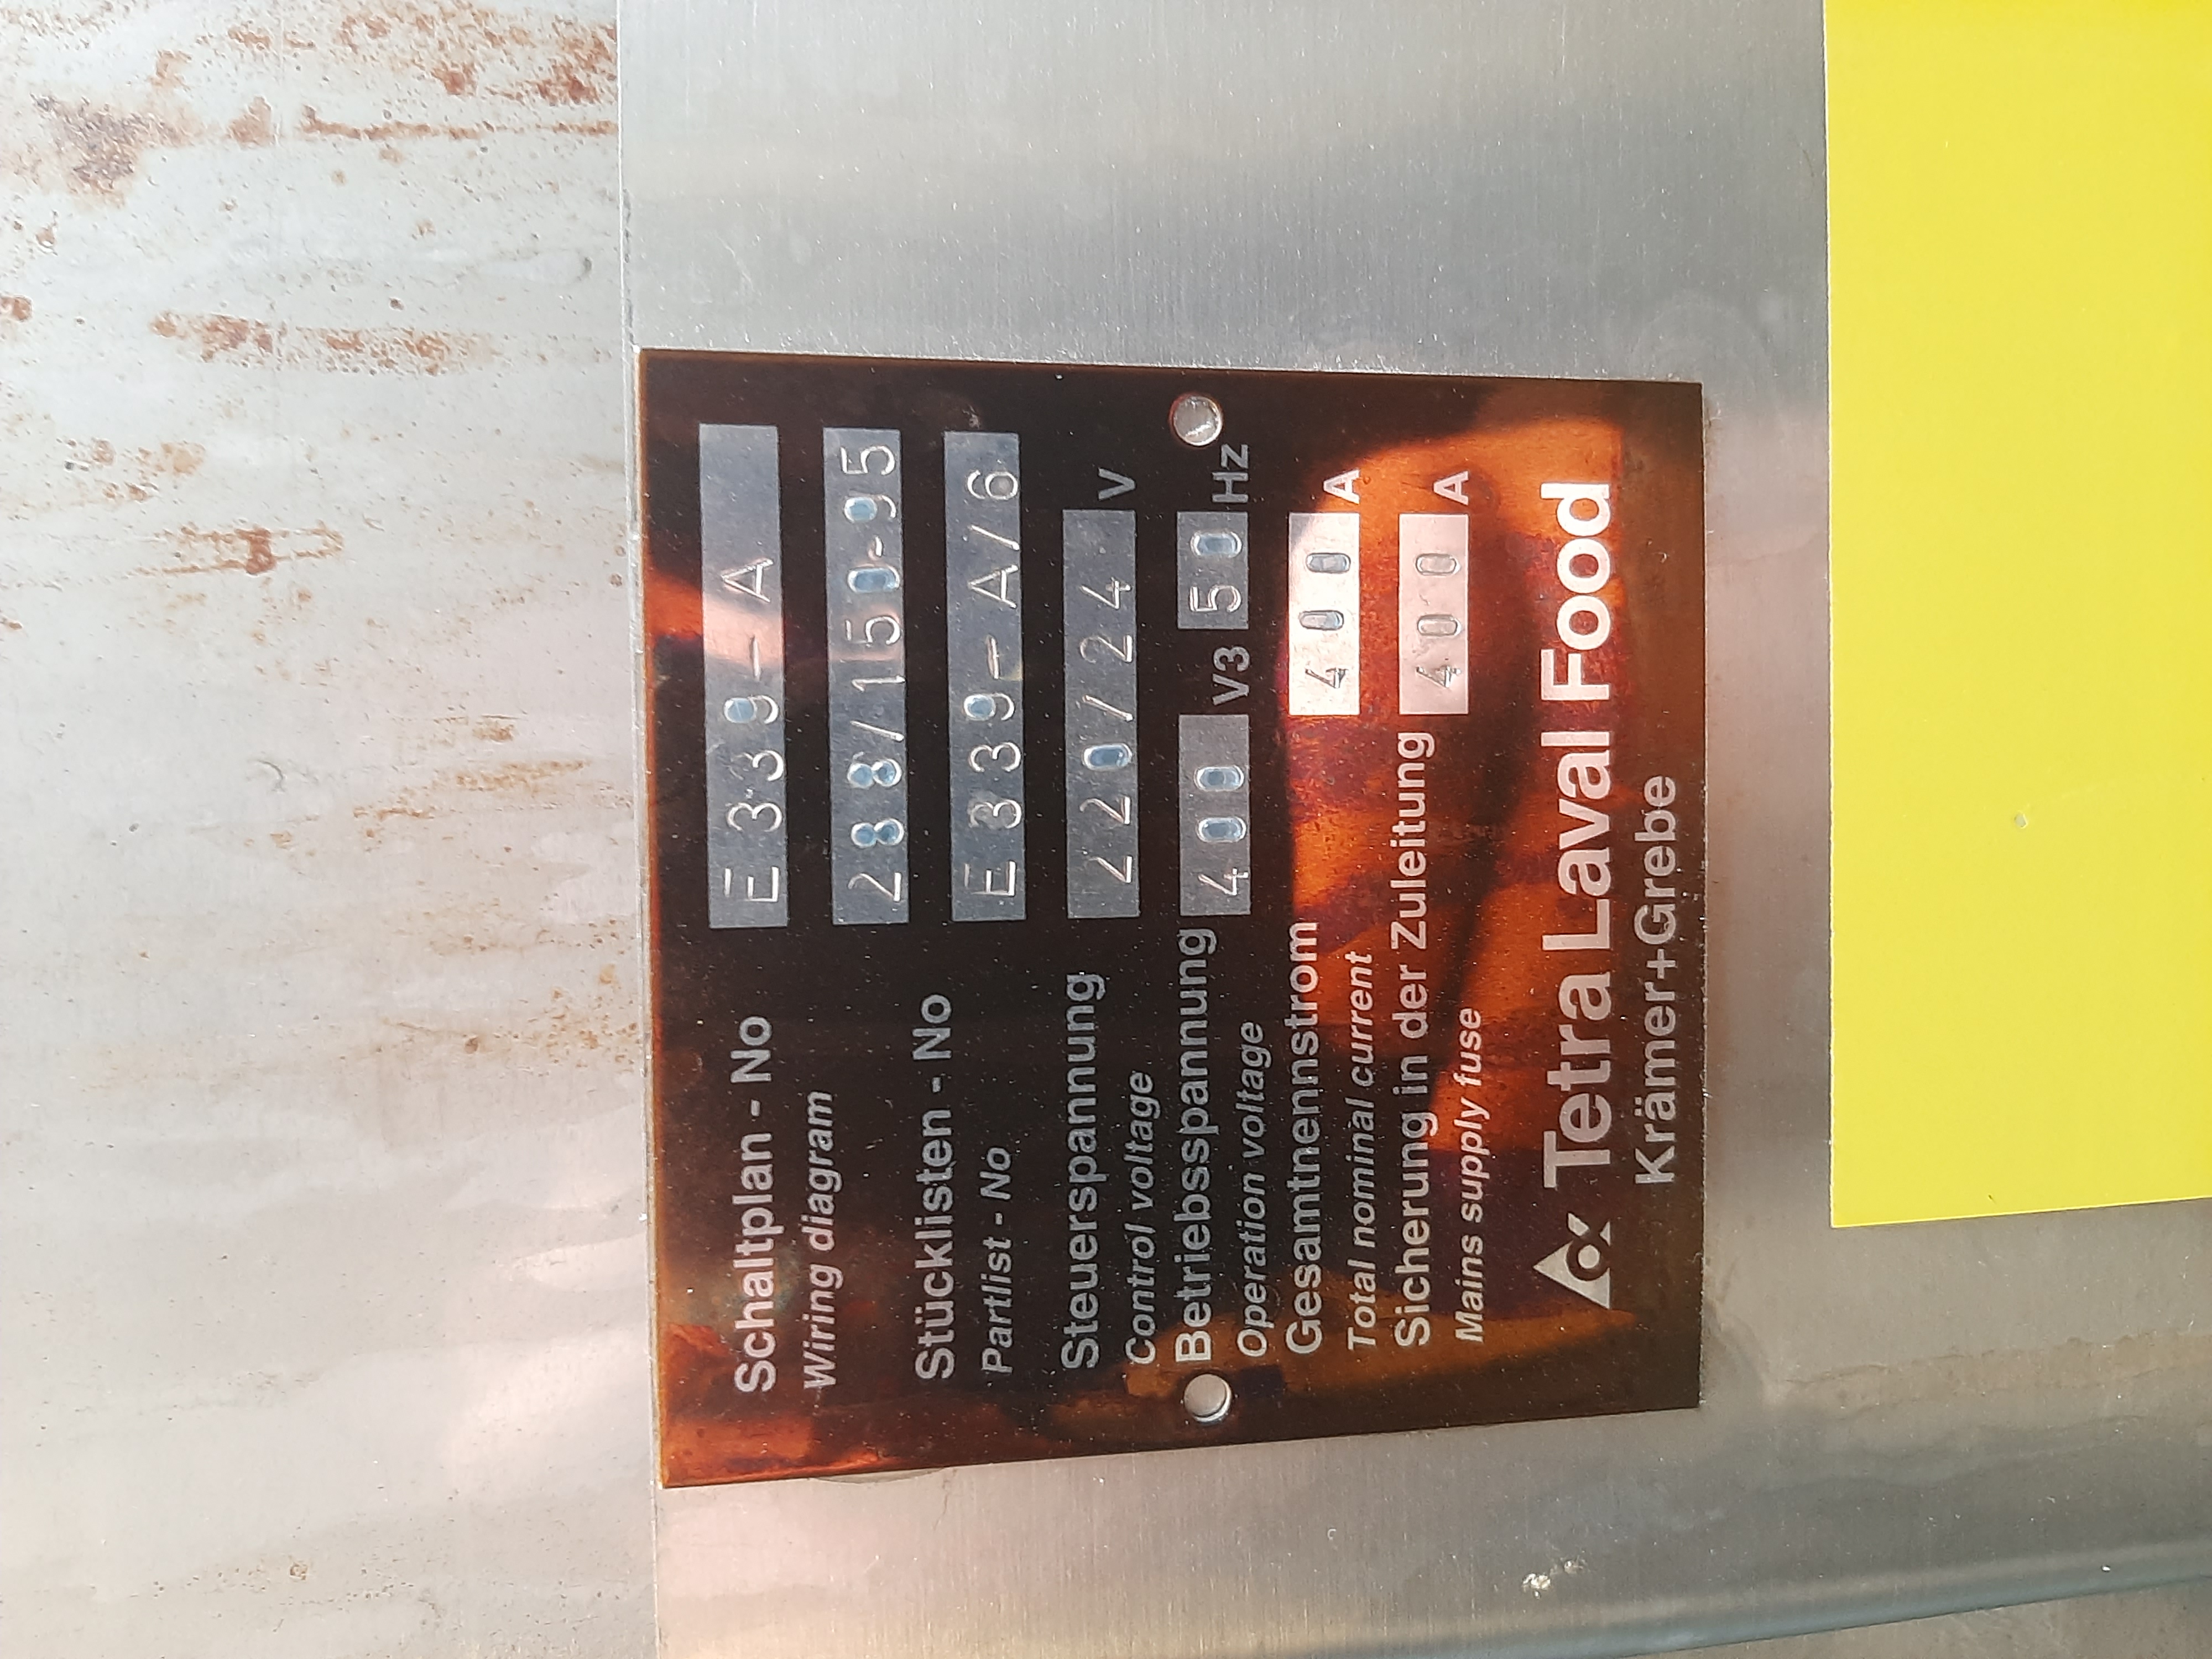 Schaltplan - No E 339-A
Wiring diagram
288/150-95
Stücklisten - No E 339-A/6
Partlist - No
Steuerspannung 220/24 V
Control voltage
Betriebsspannung 400 V3 50 Hz
Operation voltage
Gesamtnennstrom 400 A
Total nominal current
Sicherung in der Zuleitung 400 A
Mains supply fuse
Tetra Laval Food
Krämer+Grebe